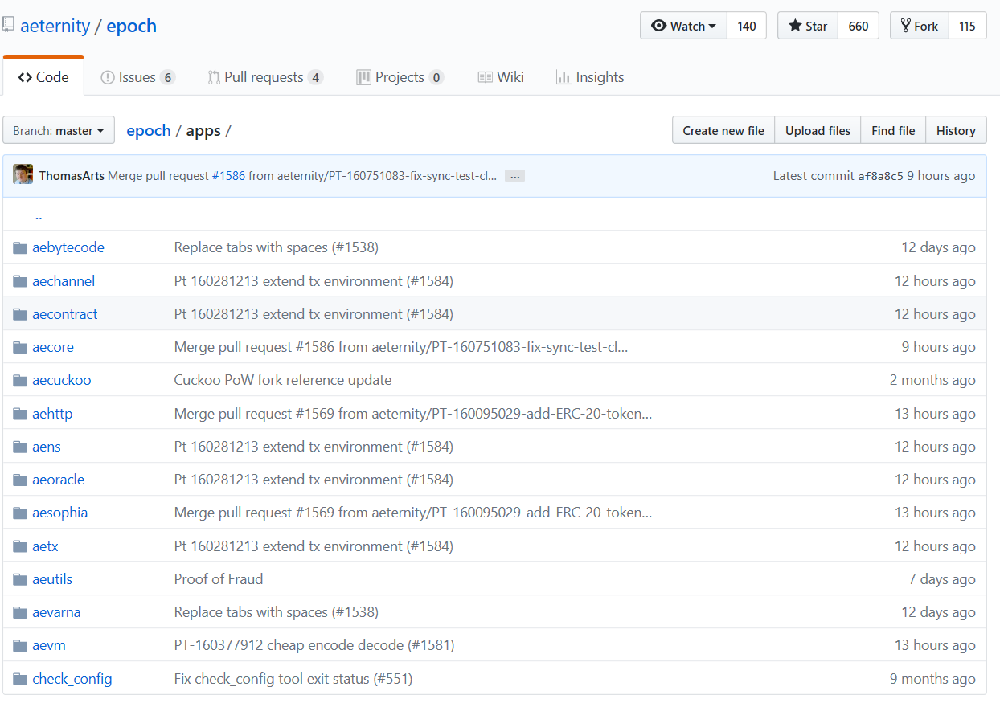 aeternity / epoch Watch 140 Star 660 Fork 115
Code Issues 6 Pull requests 4 Projects 0 Wiki Insights
Branch: master epoch / apps / Create new file Upload files Find file History
ThomasArts Merge pull request #1586 from aeternity/PT-160751083-fix-sync-test-cl... ... Latest commit af8a8c5 9 hours ago
..
aebytecode Replace tabs with spaces (#1538) 12 days ago
aechannel Pt 160281213 extend tx environment (#1584) 12 hours ago
aecontract Pt 160281213 extend tx environment (#1584) 12 hours ago
aecore Merge pull request #1586 from aeternity/PT-160751083-fix-sync-test-cl... 9 hours ago
aecuckoo Cuckoo PoW fork reference update 2 months ago
aehttp Merge pull request #1569 from aeternity/PT-160095029-add-ERC-20-token... 13 hours ago
aens Pt 160281213 extend tx environment (#1584) 12 hours ago
aeoracle Pt 160281213 extend tx environment (#1584) 12 hours ago
aesophia Merge pull request #1569 from aeternity/PT-160095029-add-ERC-20-token... 13 hours ago
aetx Pt 160281213 extend tx environment (#1584) 12 hours ago
aeutils Proof of Fraud 7 days ago
aevarna Replace tabs with spaces (#1538) 12 days ago
aevm PT-160377912 cheap encode decode (#1581) 13 hours ago
check_config Fix check_config tool exit status (#551) 9 months ago